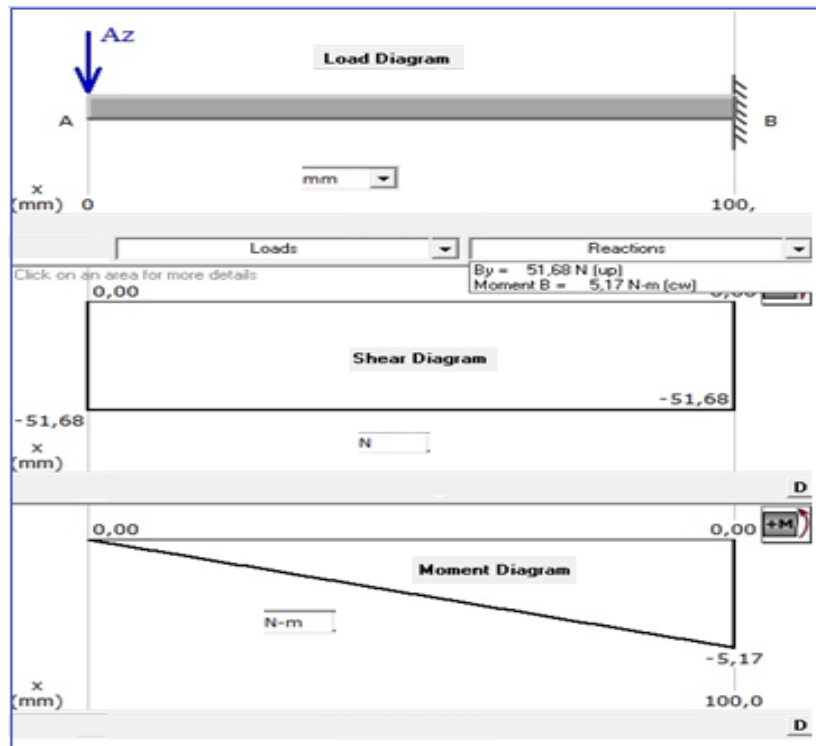 Az
Load Diagram
A
B
mm
x
(mm)
0
100,
Loads
Reactions
Click on an area for more details
By = 51,68 N (up)
Moment B = 5,17 N-m (cw)
0,00
0,00
Shear Diagram
-51,68
-51,68
N
x
(mm)
D
0,00
0,00
+M
Moment Diagram
N-m
-5,17
x
(mm)
100,0
D